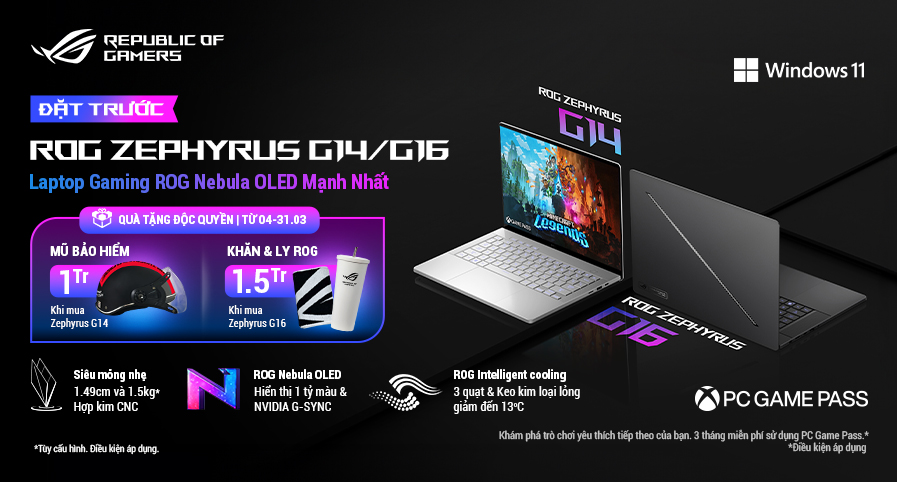 REPUBLIC OF
GAMERS
Windows 11
ĐẶT TRƯỚC
ROG ZEPHYRUS G14/G16
Laptop Gaming ROG Nebula OLED Mạnh Nhất
QUÀ TẶNG ĐỘC QUYỀN | TỪ 04-31.03
MŨ BẢO HIỂM
1Tr
Khi mua
Zephyrus G14
KHĂN & LY ROG
1.5Tr
Khi mua
Zephyrus G16
ROG ZEPHYRUS
G14
GAME PASS
MINECRAFT
Legends
ROG ZEPHYRUS
G16
Siêu mỏng nhẹ
1.49cm và 1.5kg*
Hợp kim CNC
ROG Nebula OLED
Hiển thị 1 tỷ màu &
NVIDIA G-SYNC
ROG Intelligent cooling
3 quạt & Keo kim loại lỏng
giảm đến 13ºC
PC GAME PASS
Khám phá trò chơi yêu thích tiếp theo của bạn. 3 tháng miễn phí sử dụng PC Game Pass.*
*Điều kiện áp dụng
*Tùy cấu hình. Điều kiện áp dụng.